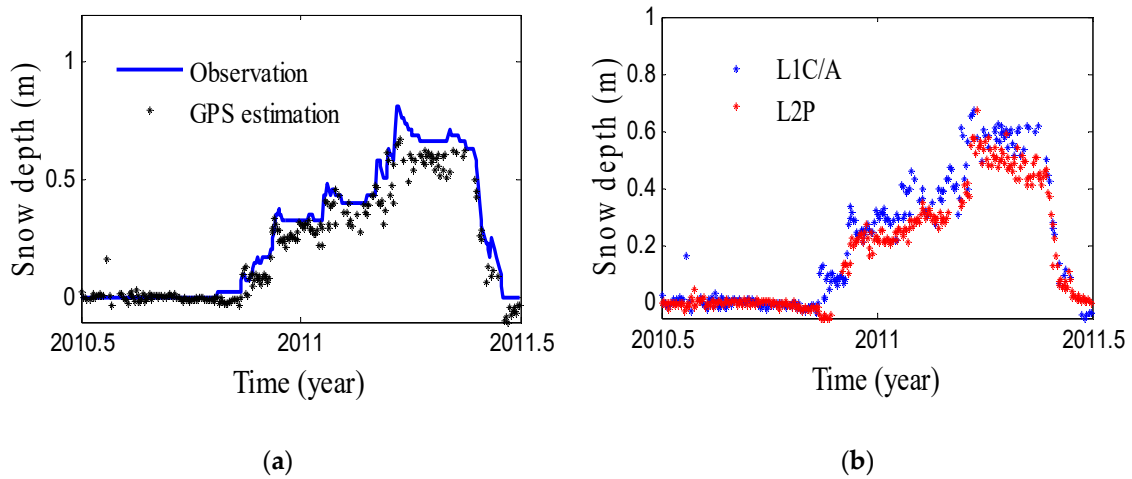 1
0.5
0
Snow depth (m)
Observation
GPS estimation
2010.5 2011 2011.5
Time (year)
(a)
1
0.8
0.6
0.4
0.2
0
Snow depth (m)
L1C/A
L2P
2010.5 2011 2011.5
Time (year)
(b)